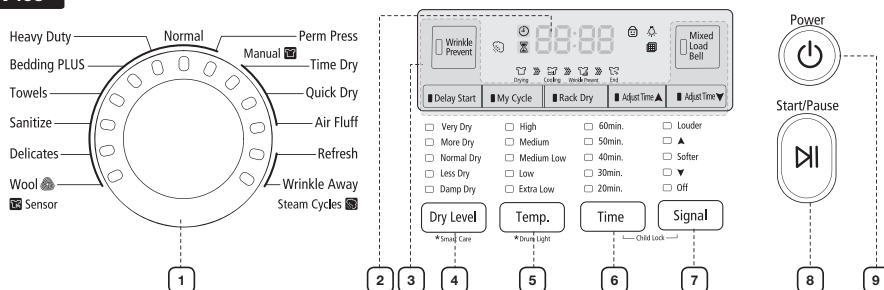 Normal
Heavy Duty
Perm Press
Manual
Bedding PLUS
Time Dry
Towels
Quick Dry
Sanitize
Air Fluff
Delicates
Refresh
Wool
Wrinkle Away
Sensor
Steam Cycles
Wrinkle Prevent
88:88
Mixed Load Bell
Drying Cooling Wrinkle Prevent End
Delay Start My Cycle Rack Dry Adjust Time▲ Adjust Time▼
Very Dry High 60min. Louder
More Dry Medium 50min. ▲
Normal Dry Medium Low 40min. Softer
Less Dry Low 30min. ▼
Damp Dry Extra Low 20min. Off
Dry Level Temp. Time Signal
*Smart Care *Drum Light Child Lock
Power
Start/Pause
1 2 3 4 5 6 7 8 9